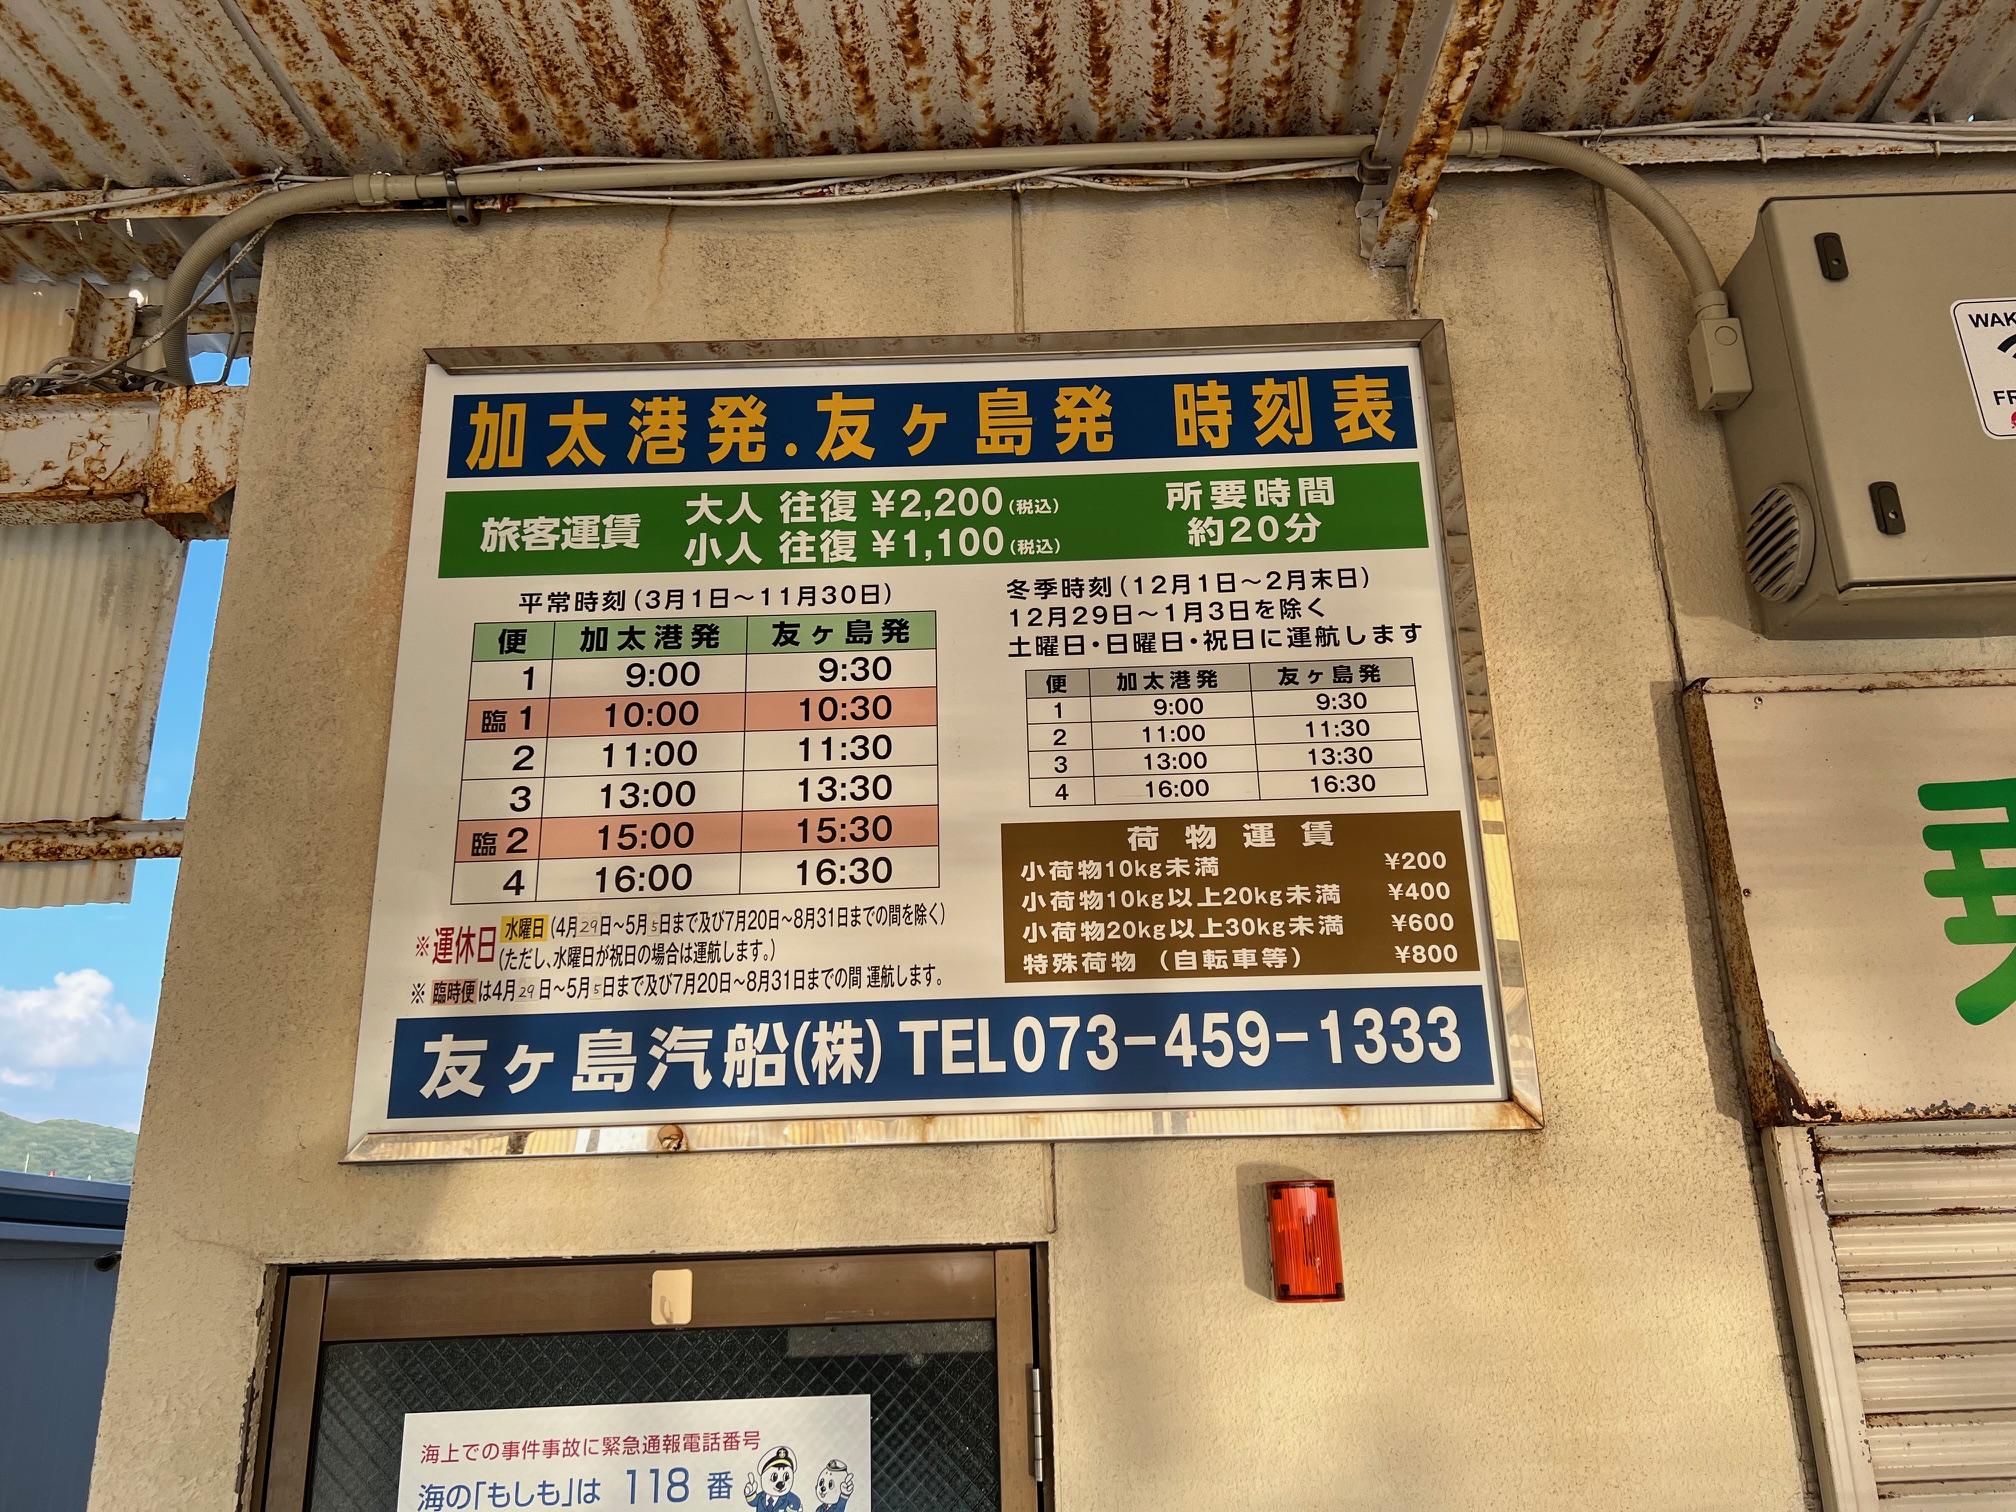 加太港発.友ヶ島発 時刻表
旅客運賃
大人 往復 ¥2,200 (税込)
小人 往復 ¥1,100 (税込)
所要時間
約20分
平常時刻(3月1日～11月30日)
便 加太港発 友ヶ島発
1 9:00 9:30
臨1 10:00 10:30
2 11:00 11:30
3 13:00 13:30
臨2 15:00 15:30
4 16:00 16:30
※運休日 水曜日(4月29日～5月5日まで及び7月20日～8月31日までの間を除く)
(ただし、水曜日が祝日の場合は運航します。)
※臨時便は4月29日～5月5日まで及び7月20日～8月31日までの間 運航します。
冬季時刻(12月1日～2月末日)
12月29日～1月3日を除く
土曜日・日曜日・祝日に運航します
便 加太港発 友ヶ島発
1 9:00 9:30
2 11:00 11:30
3 13:00 13:30
4 16:00 16:30
荷物運賃
小荷物10kg未満 ¥200
小荷物10kg以上20kg未満 ¥400
小荷物20kg以上30kg未満 ¥600
特殊荷物 (自転車等) ¥800
友ヶ島汽船(株) TEL073-459-1333
WAK
FR
海上での事件事故に緊急通報電話番号
海の「もしも」は 118 番